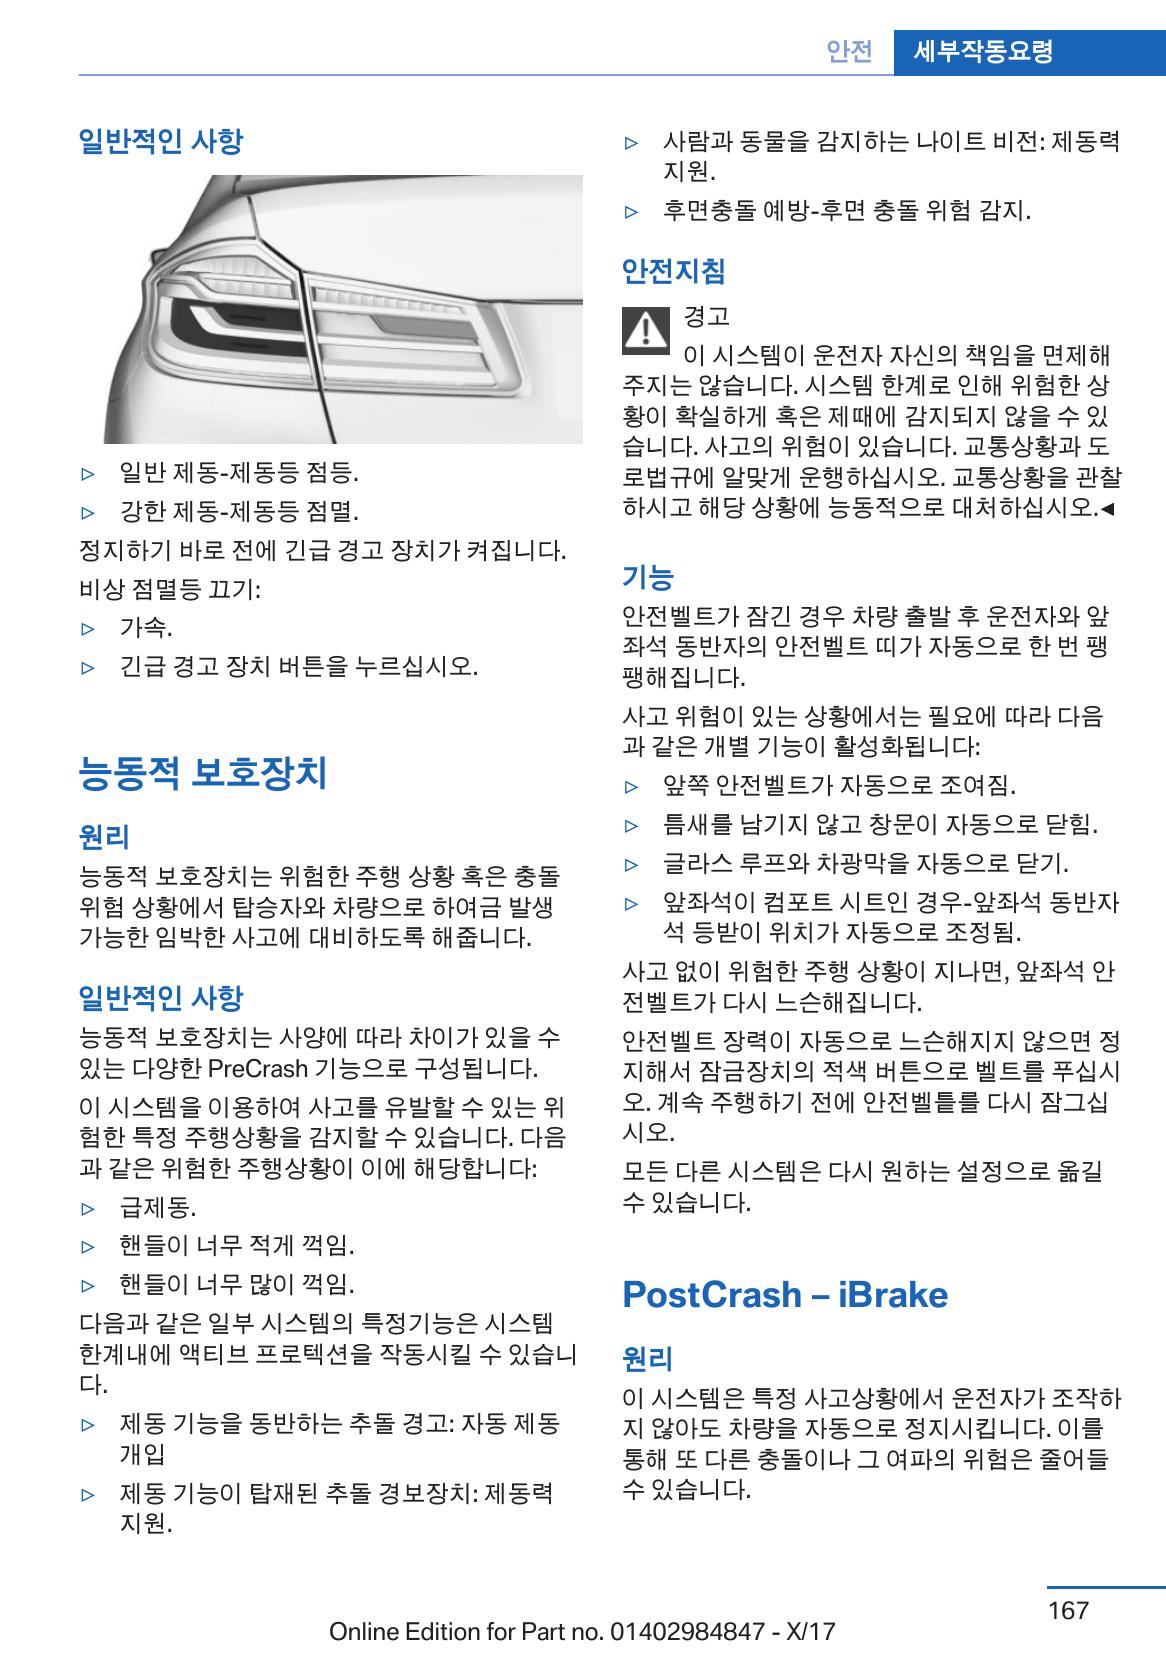 안전 세부작동요령
일반적인 사항
▷ 일반 제동-제동등 점등.
▷ 강한 제동-제동등 점멸.
정지하기 바로 전에 긴급 경고 장치가 켜집니다.
비상 점멸등 끄기:
▷ 가속.
▷ 긴급 경고 장치 버튼을 누르십시오.
능동적 보호장치
원리
능동적 보호장치는 위험한 주행 상황 혹은 충돌
위험 상황에서 탑승자와 차량으로 하여금 발생
가능한 임박한 사고에 대비하도록 해줍니다.
일반적인 사항
능동적 보호장치는 사양에 따라 차이가 있을 수
있는 다양한 PreCrash 기능으로 구성됩니다.
이 시스템을 이용하여 사고를 유발할 수 있는 위
험한 특정 주행상황을 감지할 수 있습니다. 다음
과 같은 위험한 주행상황이 이에 해당합니다:
▷ 급제동.
▷ 핸들이 너무 적게 꺽임.
▷ 핸들이 너무 많이 꺽임.
다음과 같은 일부 시스템의 특정기능은 시스템
한계내에 액티브 프로텍션을 작동시킬 수 있습니
다.
▷ 제동 기능을 동반하는 추돌 경고: 자동 제동
개입
▷ 제동 기능이 탑재된 추돌 경보장치: 제동력
지원.
▷ 사람과 동물을 감지하는 나이트 비전: 제동력
지원.
▷ 후면충돌 예방-후면 충돌 위험 감지.
안전지침
경고
이 시스템이 운전자 자신의 책임을 면제해
주지는 않습니다. 시스템 한계로 인해 위험한 상
황이 확실하게 혹은 제때에 감지되지 않을 수 있
습니다. 사고의 위험이 있습니다. 교통상황과 도
로법규에 알맞게 운행하십시오. 교통상황을 관찰
하시고 해당 상황에 능동적으로 대처하십시오.◄
기능
안전벨트가 잠긴 경우 차량 출발 후 운전자와 앞
좌석 동반자의 안전벨트 띠가 자동으로 한 번 팽
팽해집니다.
사고 위험이 있는 상황에서는 필요에 따라 다음
과 같은 개별 기능이 활성화됩니다:
▷ 앞쪽 안전벨트가 자동으로 조여짐.
▷ 틈새를 남기지 않고 창문이 자동으로 닫힘.
▷ 글라스 루프와 차광막을 자동으로 닫기.
▷ 앞좌석이 컴포트 시트인 경우-앞좌석 동반자
석 등받이 위치가 자동으로 조정됨.
사고 없이 위험한 주행 상황이 지나면, 앞좌석 안
전벨트가 다시 느슨해집니다.
안전벨트 장력이 자동으로 느슨해지지 않으면 정
지해서 잠금장치의 적색 버튼으로 벨트를 푸십시
오. 계속 주행하기 전에 안전벨틀를 다시 잠그십
시오.
모든 다른 시스템은 다시 원하는 설정으로 옮길
수 있습니다.
PostCrash – iBrake
원리
이 시스템은 특정 사고상황에서 운전자가 조작하
지 않아도 차량을 자동으로 정지시킵니다. 이를
통해 또 다른 충돌이나 그 여파의 위험은 줄어들
수 있습니다.
167
Online Edition for Part no. 01402984847 - X/17